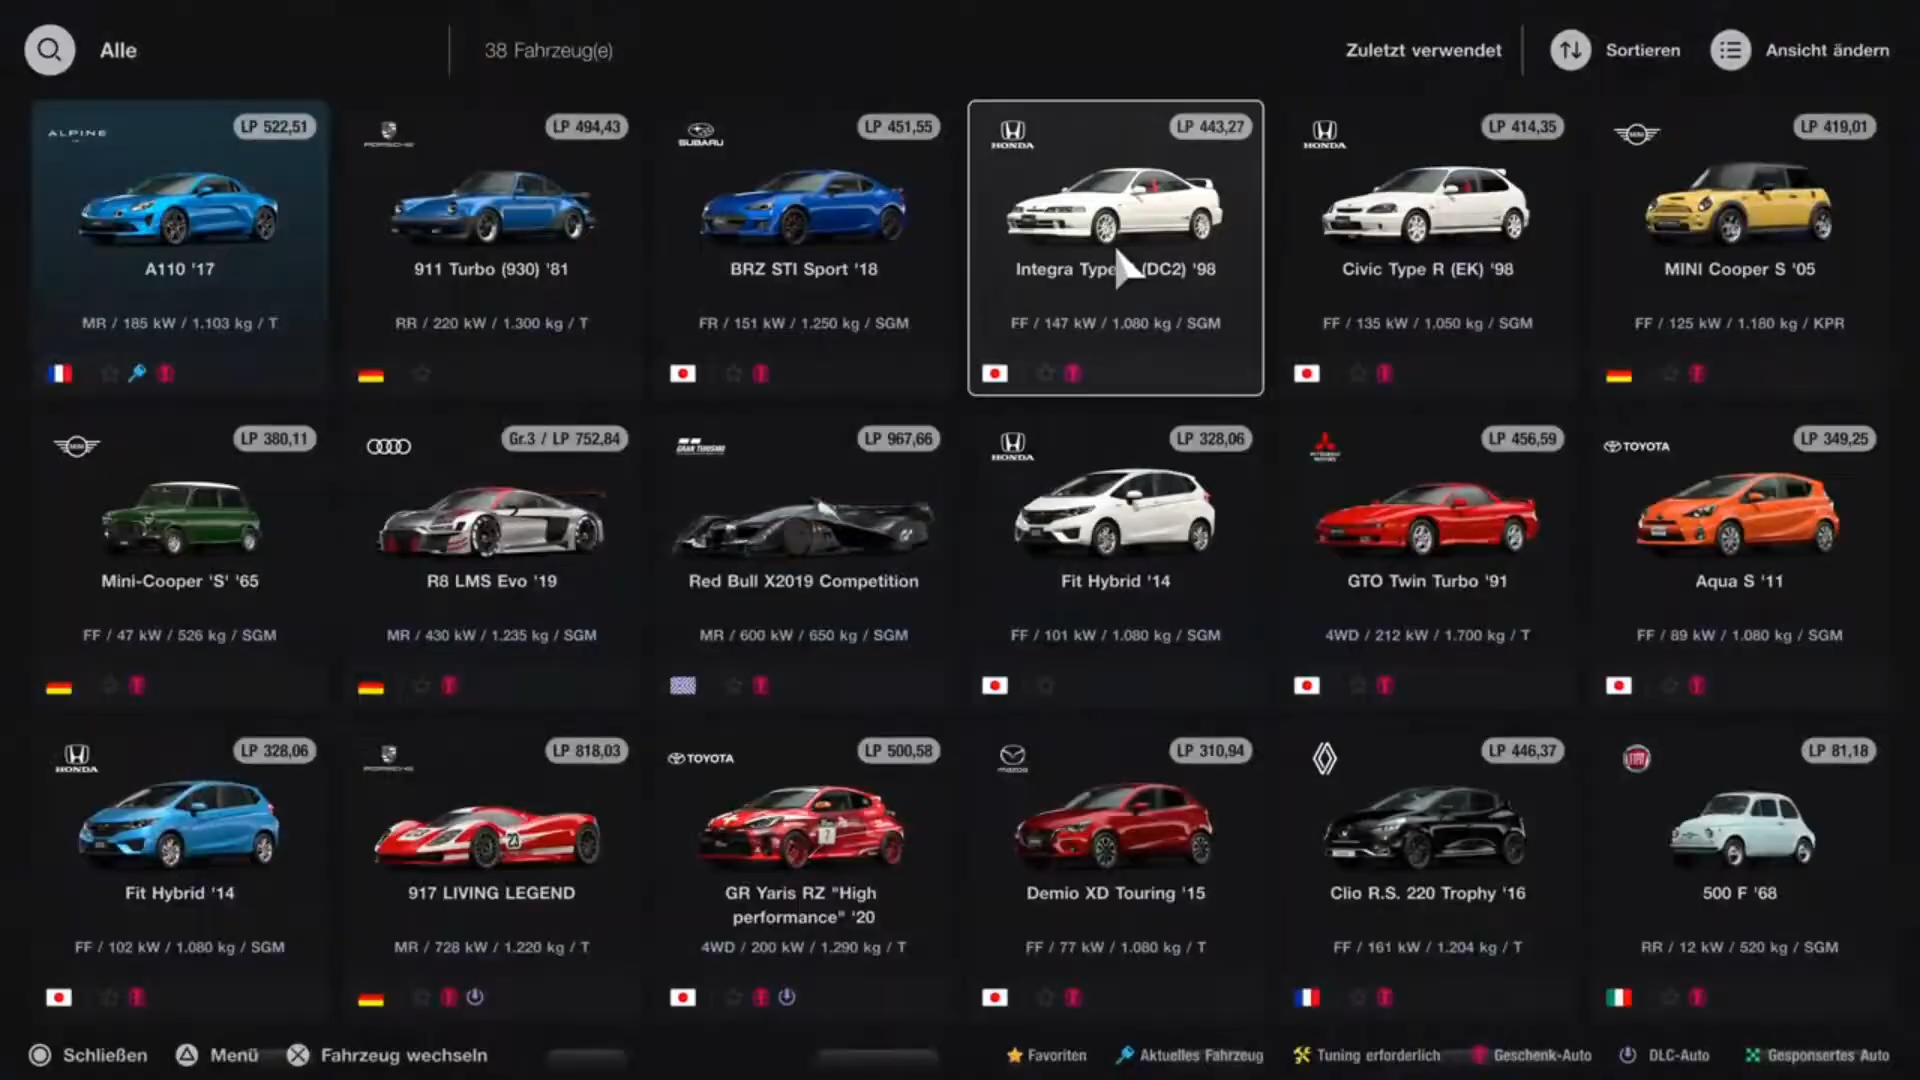 Alle
38 Fahrzeug(e)
Zuletzt verwendet
Sortieren
Ansicht ändern
ALPINE
LP 522,51
A110 '17
MR / 185 kW / 1.103 kg / T
PORSCHE
LP 494,43
911 Turbo (930) '81
RR / 220 kW / 1.300 kg / T
SUBARU
LP 451,55
BRZ STI Sport '18
FR / 151 kW / 1.250 kg / SGM
HONDA
LP 443,27
Integra Type (DC2) '98
FF / 147 kW / 1.080 kg / SGM
HONDA
LP 414,35
Civic Type R (EK) '98
FF / 135 kW / 1.050 kg / SGM
MINI
LP 419,01
MINI Cooper S '05
FF / 125 kW / 1.180 kg / KPR
MINI
LP 380,11
Mini-Cooper 'S' '65
FF / 47 kW / 526 kg / SGM
Gr.3 / LP 752,84
R8 LMS Evo '19
MR / 430 kW / 1.235 kg / SGM
GRAN TURISMO
LP 967,66
Red Bull X2019 Competition
MR / 600 kW / 650 kg / SGM
HONDA
LP 328,06
Fit Hybrid '14
FF / 101 kW / 1.080 kg / SGM
MITSUBISHI
MOTORS
LP 456,59
GTO Twin Turbo '91
4WD / 212 kW / 1.700 kg / T
TOYOTA
LP 349,25
Aqua S '11
FF / 89 kW / 1.080 kg / SGM
HONDA
LP 328,06
Fit Hybrid '14
FF / 102 kW / 1.080 kg / SGM
PORSCHE
LP 818,03
23
917 LIVING LEGEND
MR / 728 kW / 1.220 kg / T
TOYOTA
LP 500,58
GR Yaris RZ "High
performance" '20
4WD / 200 kW / 1.290 kg / T
mazda
LP 310,94
Demio XD Touring '15
FF / 77 kW / 1.080 kg / T
LP 446,37
Clio R.S. 220 Trophy '16
FF / 161 kW / 1.204 kg / T
FIAT
LP 81,18
500 F '68
RR / 12 kW / 520 kg / SGM
Schließen
Menü
Fahrzeug wechseln
Favoriten
Aktuelles Fahrzeug
Tuning erforderlich
Geschenk-Auto
DLC-Auto
Gesponsertes Auto